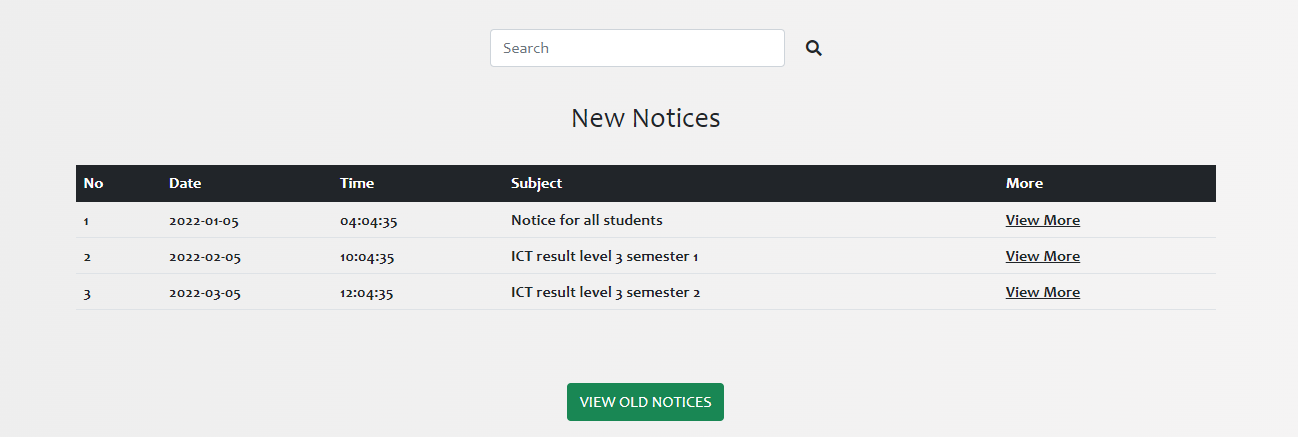 Search
New Notices
No Date Time Subject More
1 2022-01-05 04:04:35 Notice for all students View More
2 2022-02-05 10:04:35 ICT result level 3 semester 1 View More
3 2022-03-05 12:04:35 ICT result level 3 semester 2 View More
VIEW OLD NOTICES